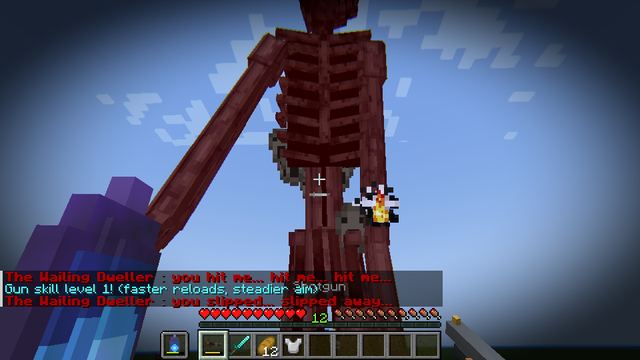 The Wailing Dweller : you hit me... hit me... hit me...
Gun skill level 1! (faster reloads, steadier aim)
Shotgun
The Wailing Dweller : you slipped... slipped away...
12
12